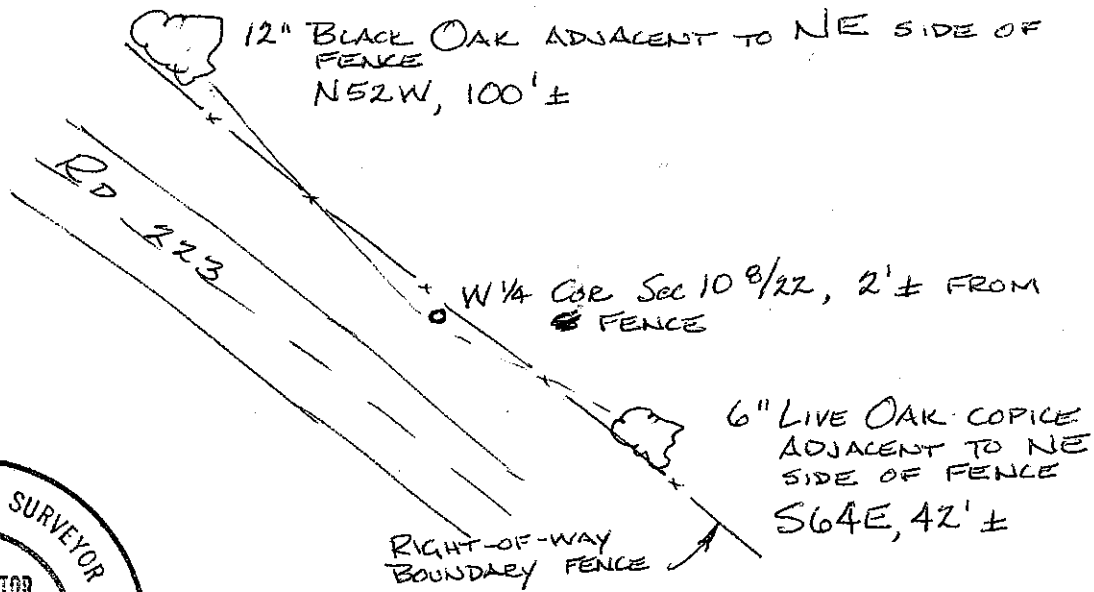 12" BLACK OAK ADJACENT TO NE SIDE OF
FENCE
N52W, 100'±
RD 223
W 1/4 COR SEC 10 8/22, 2'± FROM
FENCE
6" LIVE OAK COPICE
ADJACENT TO NE
SIDE OF FENCE
S64E, 42'±
RIGHT-OF-WAY
BOUNDARY FENCE
SURVEYOR